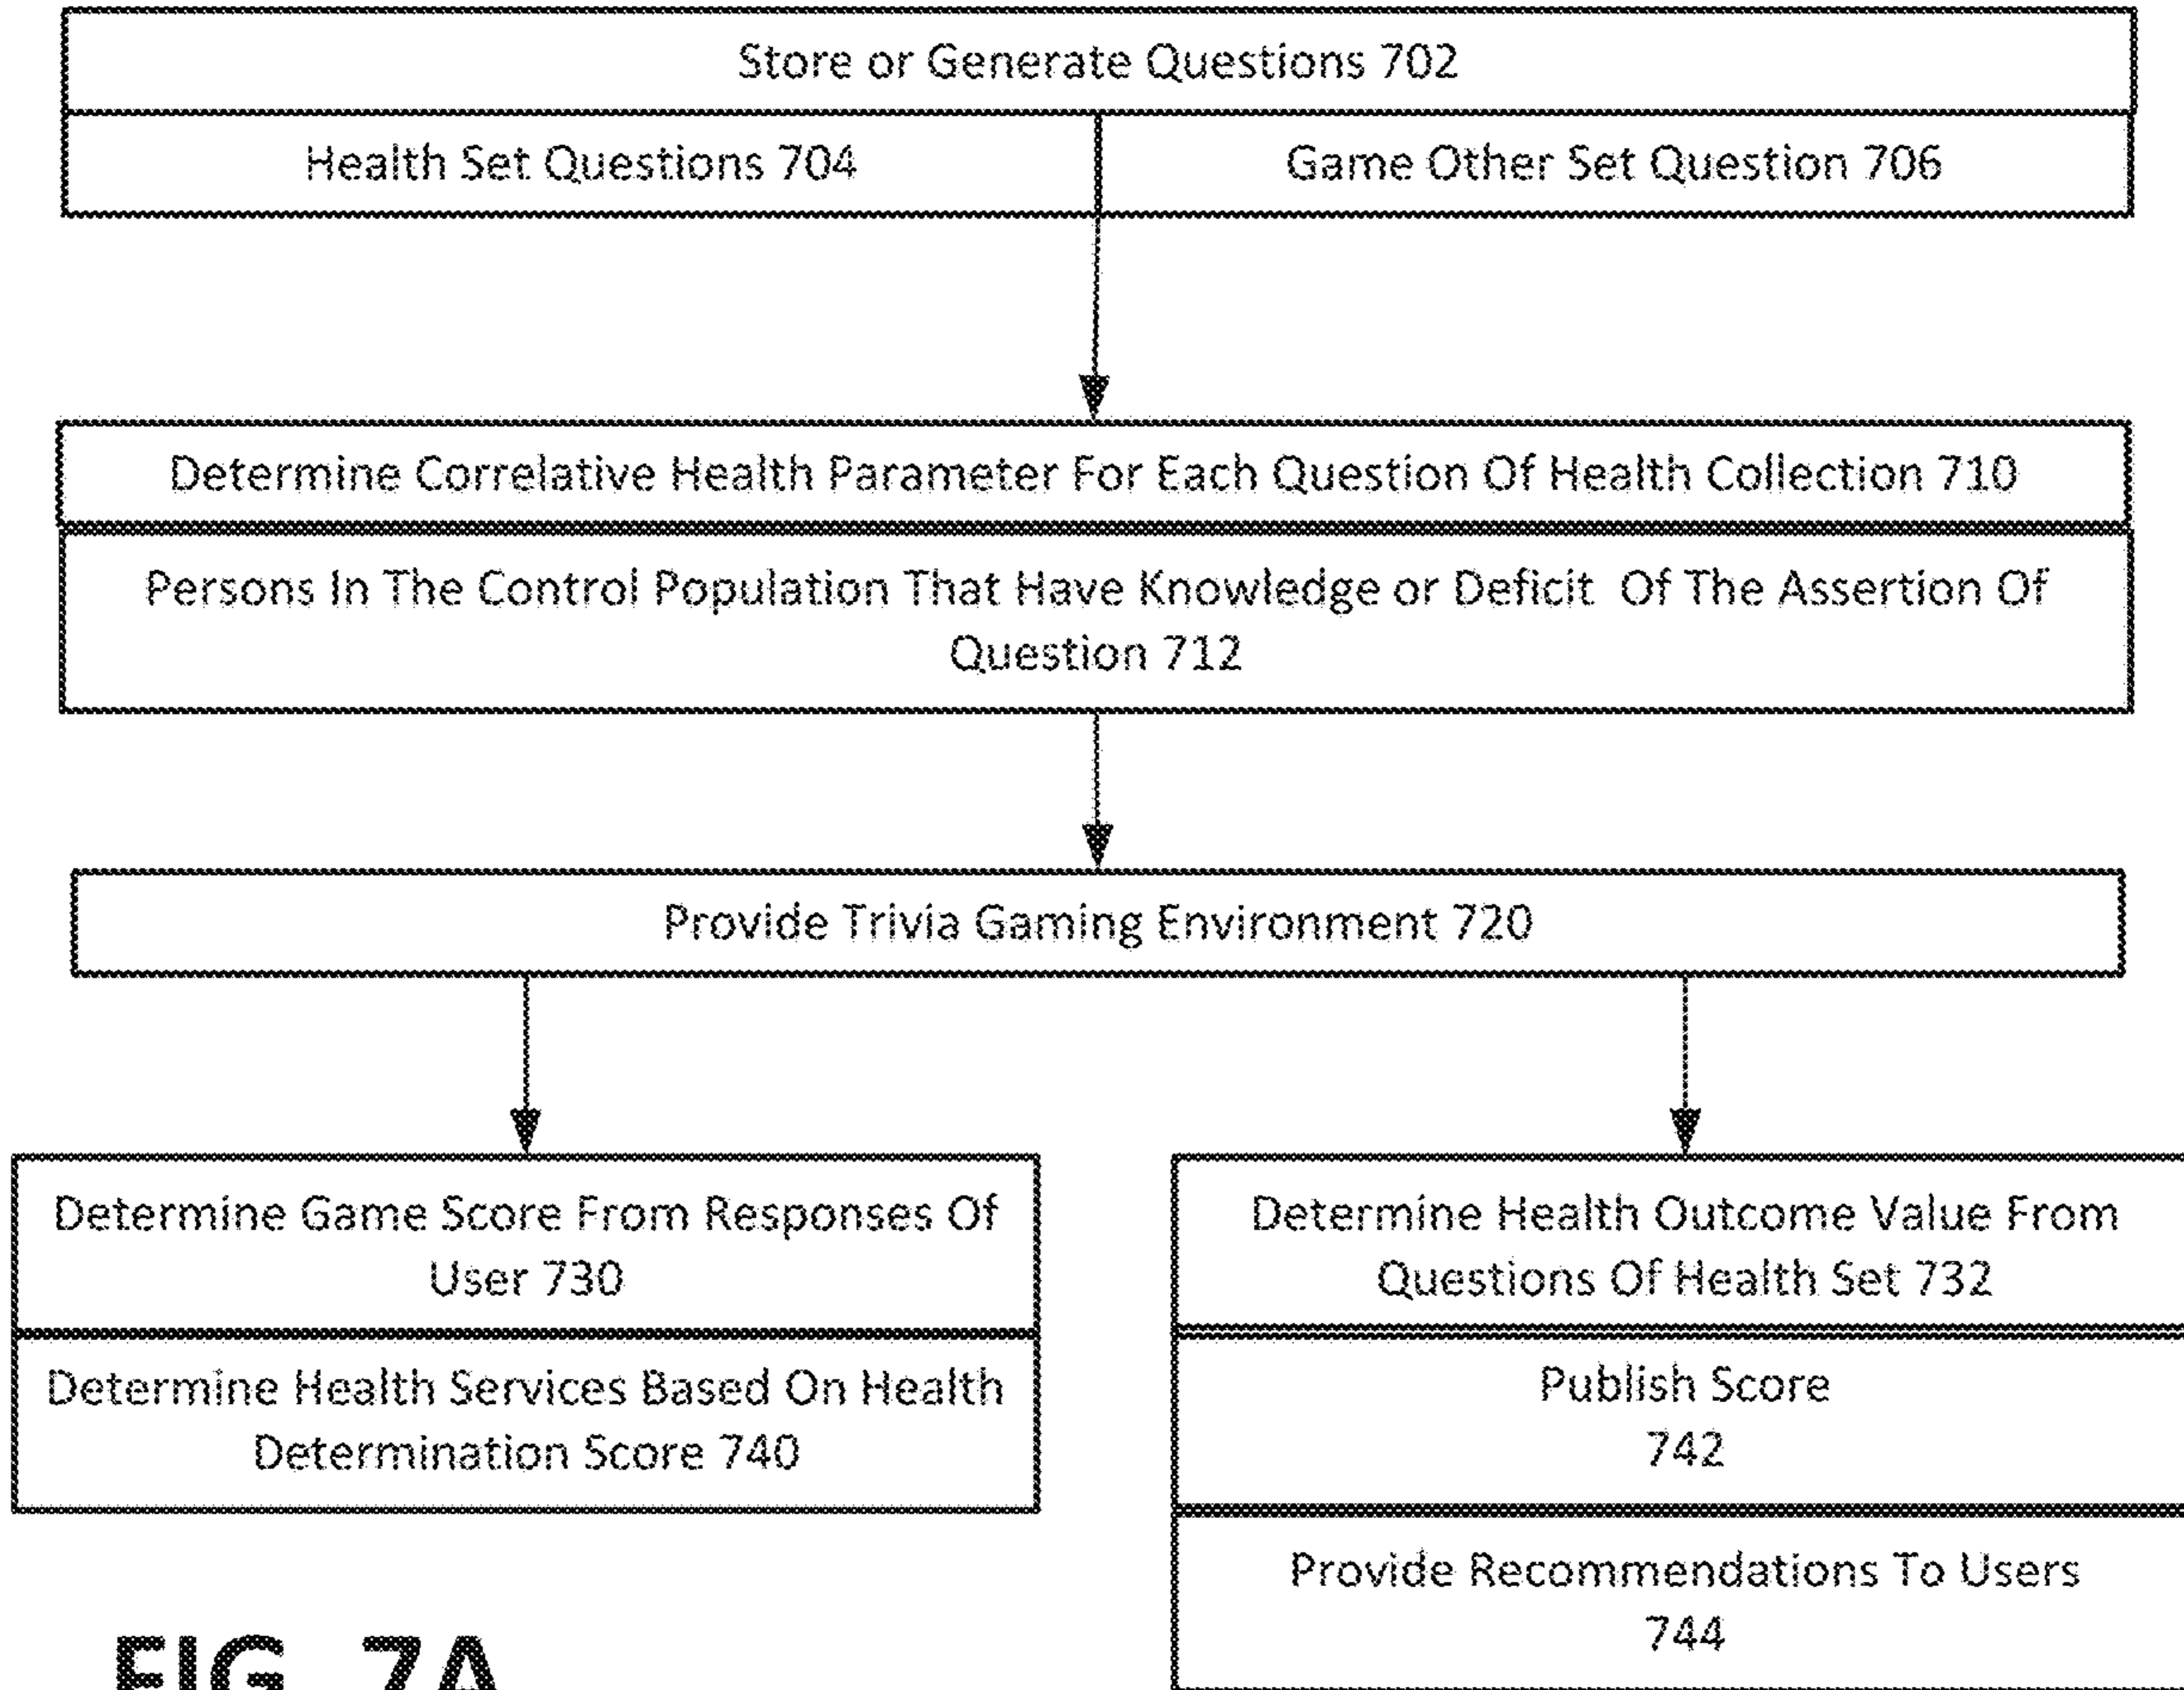 Store or Generate Questions 702
Health Set Questions 704
Game Other Set Question 706
Determine Correlative Health Parameter For Each Question Of Health Collection 710
Persons In The Control Population That Have Knowledge or Deficit Of The Assertion Of
Question 712
Provide Trivia Gaming Environment 720
Determine Game Score From Responses Of
User 730
Determine Health Services Based On Health
Determination Score 740
Determine Health Outcome Value From
Questions Of Health Set 732
Publish Score
742
Provide Recommendations To Users
744
FIG. 7A